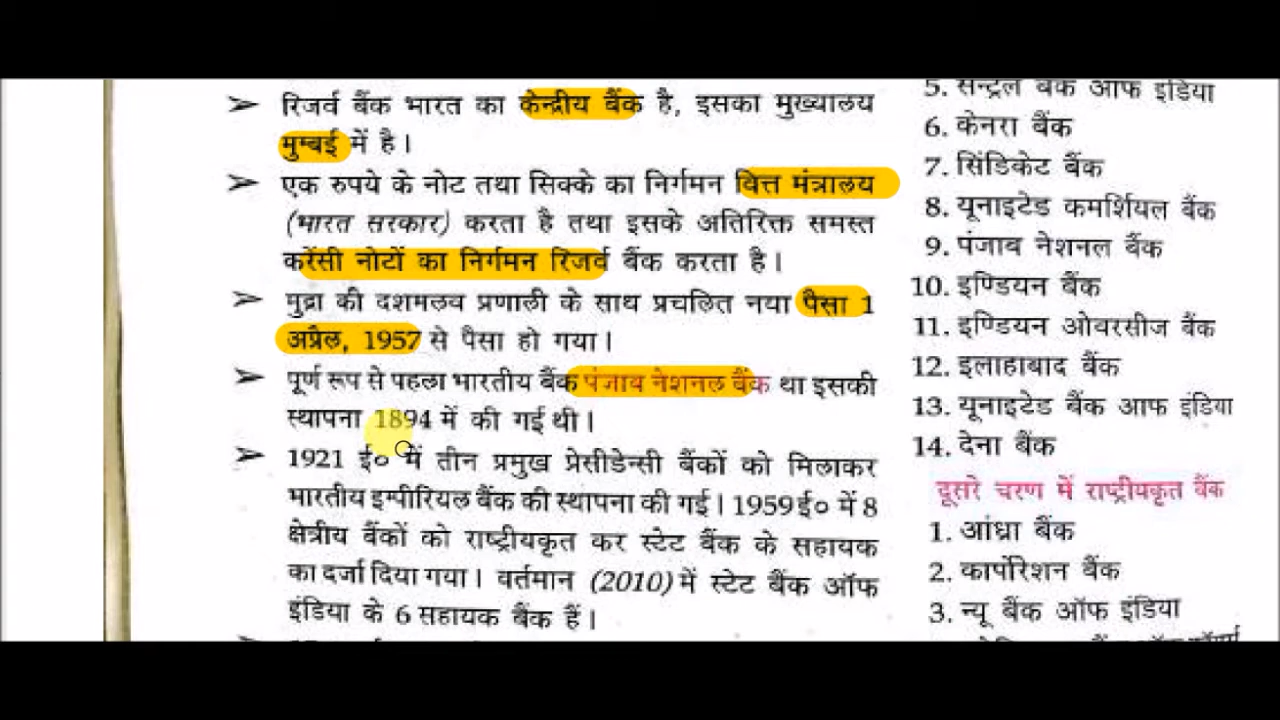 ➢ रिजर्व बैंक भारत का केन्द्रीय बैंक है, इसका मुख्यालय
मुम्बई में है।
➢ एक रुपये के नोट तथा सिक्के का निर्गमन वित्त मंत्रालय
(भारत सरकार) करता है तथा इसके अतिरिक्त समस्त
करेंसी नोटों का निर्गमन रिजर्व बैंक करता है।
➢ मुद्रा की दशमलव प्रणाली के साथ प्रचलित नया पैसा 1
अप्रैल, 1957 से पैसा हो गया।
➢ पूर्ण रूप से पहला भारतीय बैंक पंजाब नेशनल बैंक था इसकी
स्थापना 1894 में की गई थी।
➢ 1921 ई० में तीन प्रमुख प्रेसीडेन्सी बैंकों को मिलाकर
भारतीय इम्पीरियल बैंक की स्थापना की गई। 1959 ई० में 8
क्षेत्रीय बैंकों को राष्ट्रीयकृत कर स्टेट बैंक के सहायक
का दर्जा दिया गया। वर्तमान (2010) में स्टेट बैंक ऑफ
इंडिया के 6 सहायक बैंक हैं।
5. सेन्ट्रल बैंक आफ इंडिया
6. केनरा बैंक
7. सिंडिकेट बैंक
8. यूनाइटेड कमर्शियल बैंक
9. पंजाब नेशनल बैंक
10. इण्डियन बैंक
11. इण्डियन ओवरसीज बैंक
12. इलाहाबाद बैंक
13. यूनाइटेड बैंक आफ इंडिया
14. देना बैंक
दूसरे चरण में राष्ट्रीयकृत बैंक
1. आंध्रा बैंक
2. कार्पोरेशन बैंक
3. न्यू बैंक ऑफ इंडिया